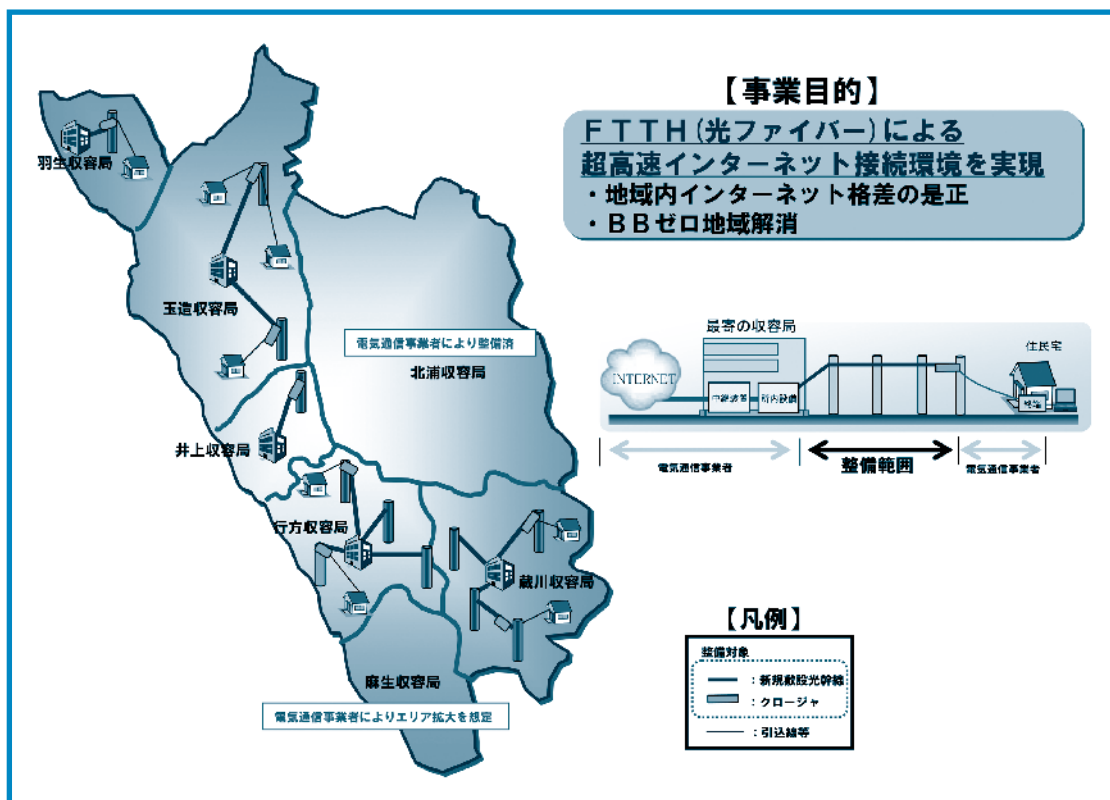 【事業目的】
FTTH(光ファイバー)による
超高速インターネット接続環境を実現
・地域内インターネット格差の是正
・BBゼロ地域解消
羽生収容局
玉造収容局
電気通信事業者により整備済
北浦収容局
井上収容局
行方収容局
蔵川収容局
麻生収容局
電気通信事業者によりエリア拡大を想定
最寄の収容局
住民宅
INTERNET
中継装置
所内設備
終端
電気通信事業者
整備範囲
電気通信事業者
【凡例】
整備対象
:新規敷設光幹線
:クロージャ
:引込線等